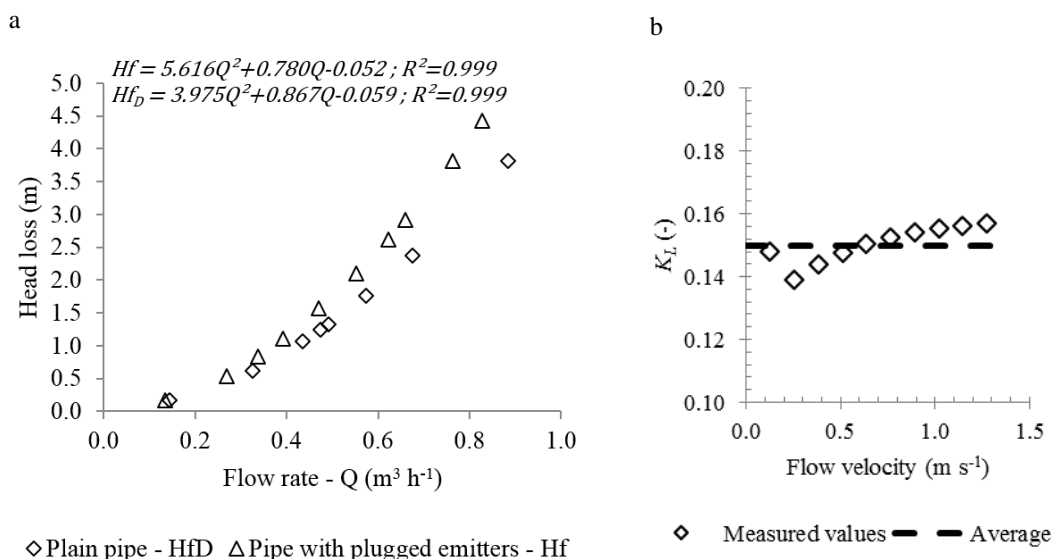 a
Hf = 5.616Q²+0.780Q-0.052 ; R²=0.999
Hf_D = 3.975Q²+0.867Q-0.059 ; R²=0.999
5.0
4.5
4.0
3.5
3.0
2.5
2.0
1.5
1.0
0.5
0.0
Head loss (m)
0.0 0.2 0.4 0.6 0.8 1.0
Flow rate - Q (m³ h⁻¹)
Plain pipe - HfD Pipe with plugged emitters - Hf
b
0.20
0.18
0.16
0.14
0.12
0.10
K_L (-)
0.0 0.5 1.0 1.5
Flow velocity (m s⁻¹)
Measured values Average